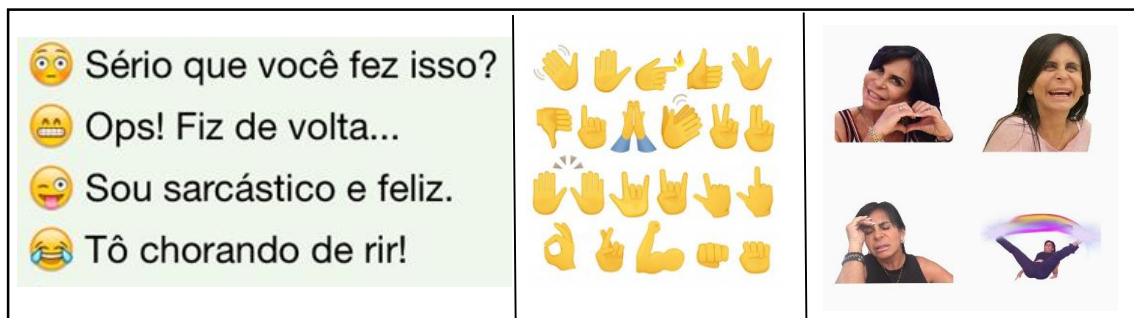 Sério que você fez isso?
Ops! Fiz de volta...
Sou sarcástico e feliz.
Tô chorando de rir!